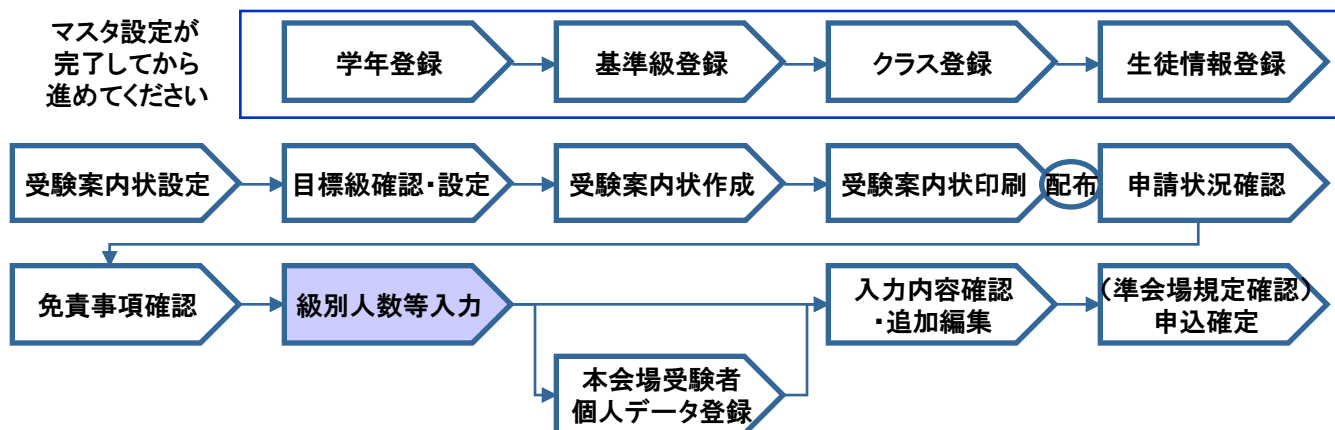 マスタ設定が
完了してから
進めてください
学年登録
基準級登録
クラス登録
生徒情報登録
受験案内状設定
目標級確認・設定
受験案内状作成
受験案内状印刷
配布
申請状況確認
免責事項確認
級別人数等入力
本会場受験者
個人データ登録
入力内容確認
・追加編集
（準会場規定確認）
申込確定